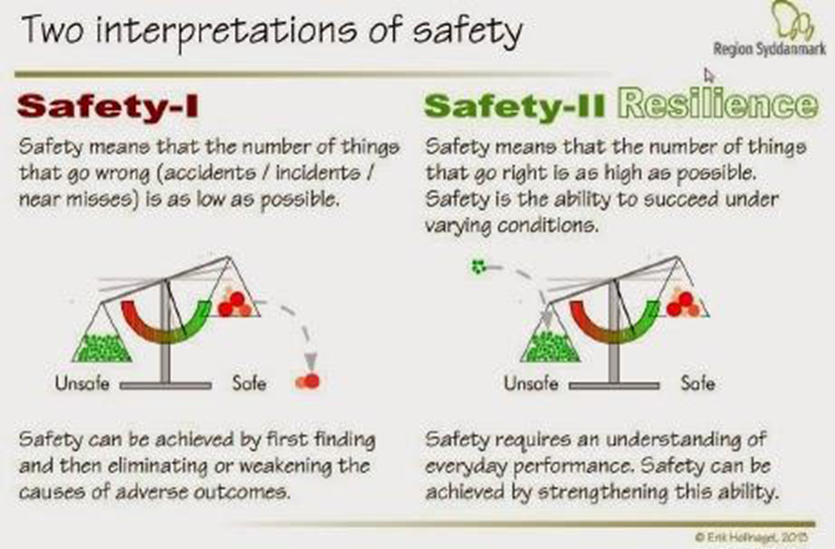 Two interpretations of safety
Region Syddanmark
Safety-I
Safety means that the number of things
that go wrong (accidents / incidents /
near misses) is as low as possible.
Unsafe
Safe
Safety can be achieved by first finding
and then eliminating or weakening the
causes of adverse outcomes.
Safety-II Resilience
Safety means that the number of things
that go right is as high as possible.
Safety is the ability to succeed under
varying conditions.
Unsafe
Safe
Safety requires an understanding of
everyday performance. Safety can be
achieved by strengthening this ability.
© Erik Hollnagel, 2013